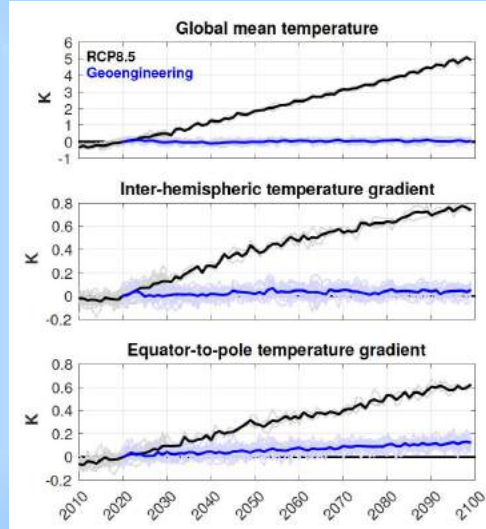 Global mean temperature
6
5
4
3
2
1
0
-1
K
RCP8.5
Geoengineering
Inter-hemispheric temperature gradient
0.8
0.6
0.4
0.2
0
-0.2
K
Equator-to-pole temperature gradient
0.8
0.6
0.4
0.2
0
-0.2
K
2010 2020 2030 2040 2050 2060 2070 2080 2090 2100